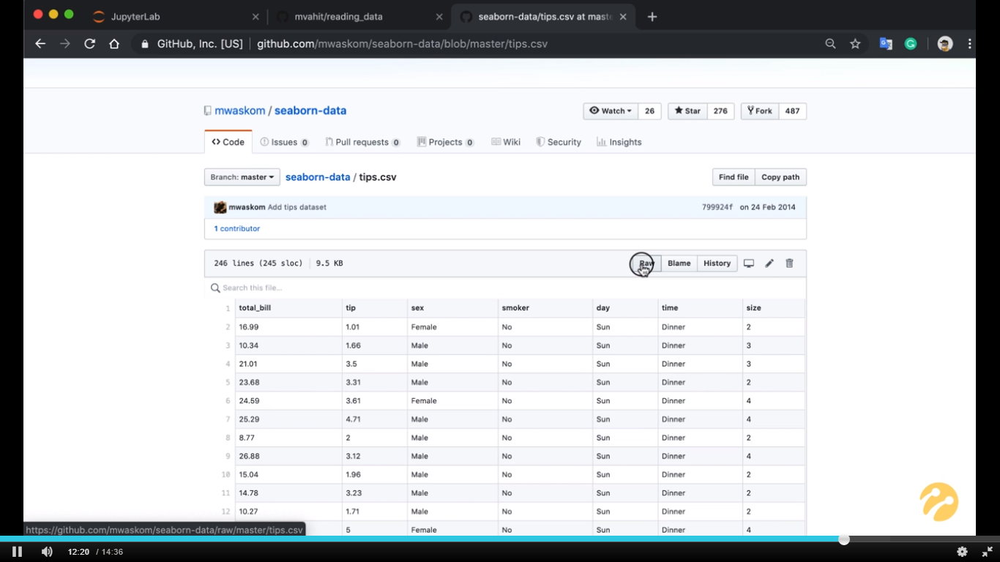 JupyterLab
mvahit/reading_data
seaborn-data/tips.csv at maste
GitHub, Inc. [US]
github.com/mwaskom/seaborn-data/blob/master/tips.csv
mwaskom / seaborn-data
Watch 26
Star 276
Fork 487
Code
Issues 0
Pull requests 0
Projects 0
Wiki
Security
Insights
Branch: master
seaborn-data / tips.csv
Find file
Copy path
mwaskom Add tips dataset
799924f on 24 Feb 2014
1 contributor
246 lines (245 sloc) 9.5 KB
Raw
Blame
History
Search this file…
1 total_bill tip sex smoker day time size
2 16.99 1.01 Female No Sun Dinner 2
3 10.34 1.66 Male No Sun Dinner 3
4 21.01 3.5 Male No Sun Dinner 3
5 23.68 3.31 Male No Sun Dinner 2
6 24.59 3.61 Female No Sun Dinner 4
7 25.29 4.71 Male No Sun Dinner 4
8 8.77 2 Male No Sun Dinner 2
9 26.88 3.12 Male No Sun Dinner 4
10 15.04 1.96 Male No Sun Dinner 2
11 14.78 3.23 Male No Sun Dinner 2
12 10.27 1.71 Male No Sun Dinner 2
5 Female No Sun Dinner 4
https://github.com/mwaskom/seaborn-data/raw/master/tips.csv
12:20 / 14:36